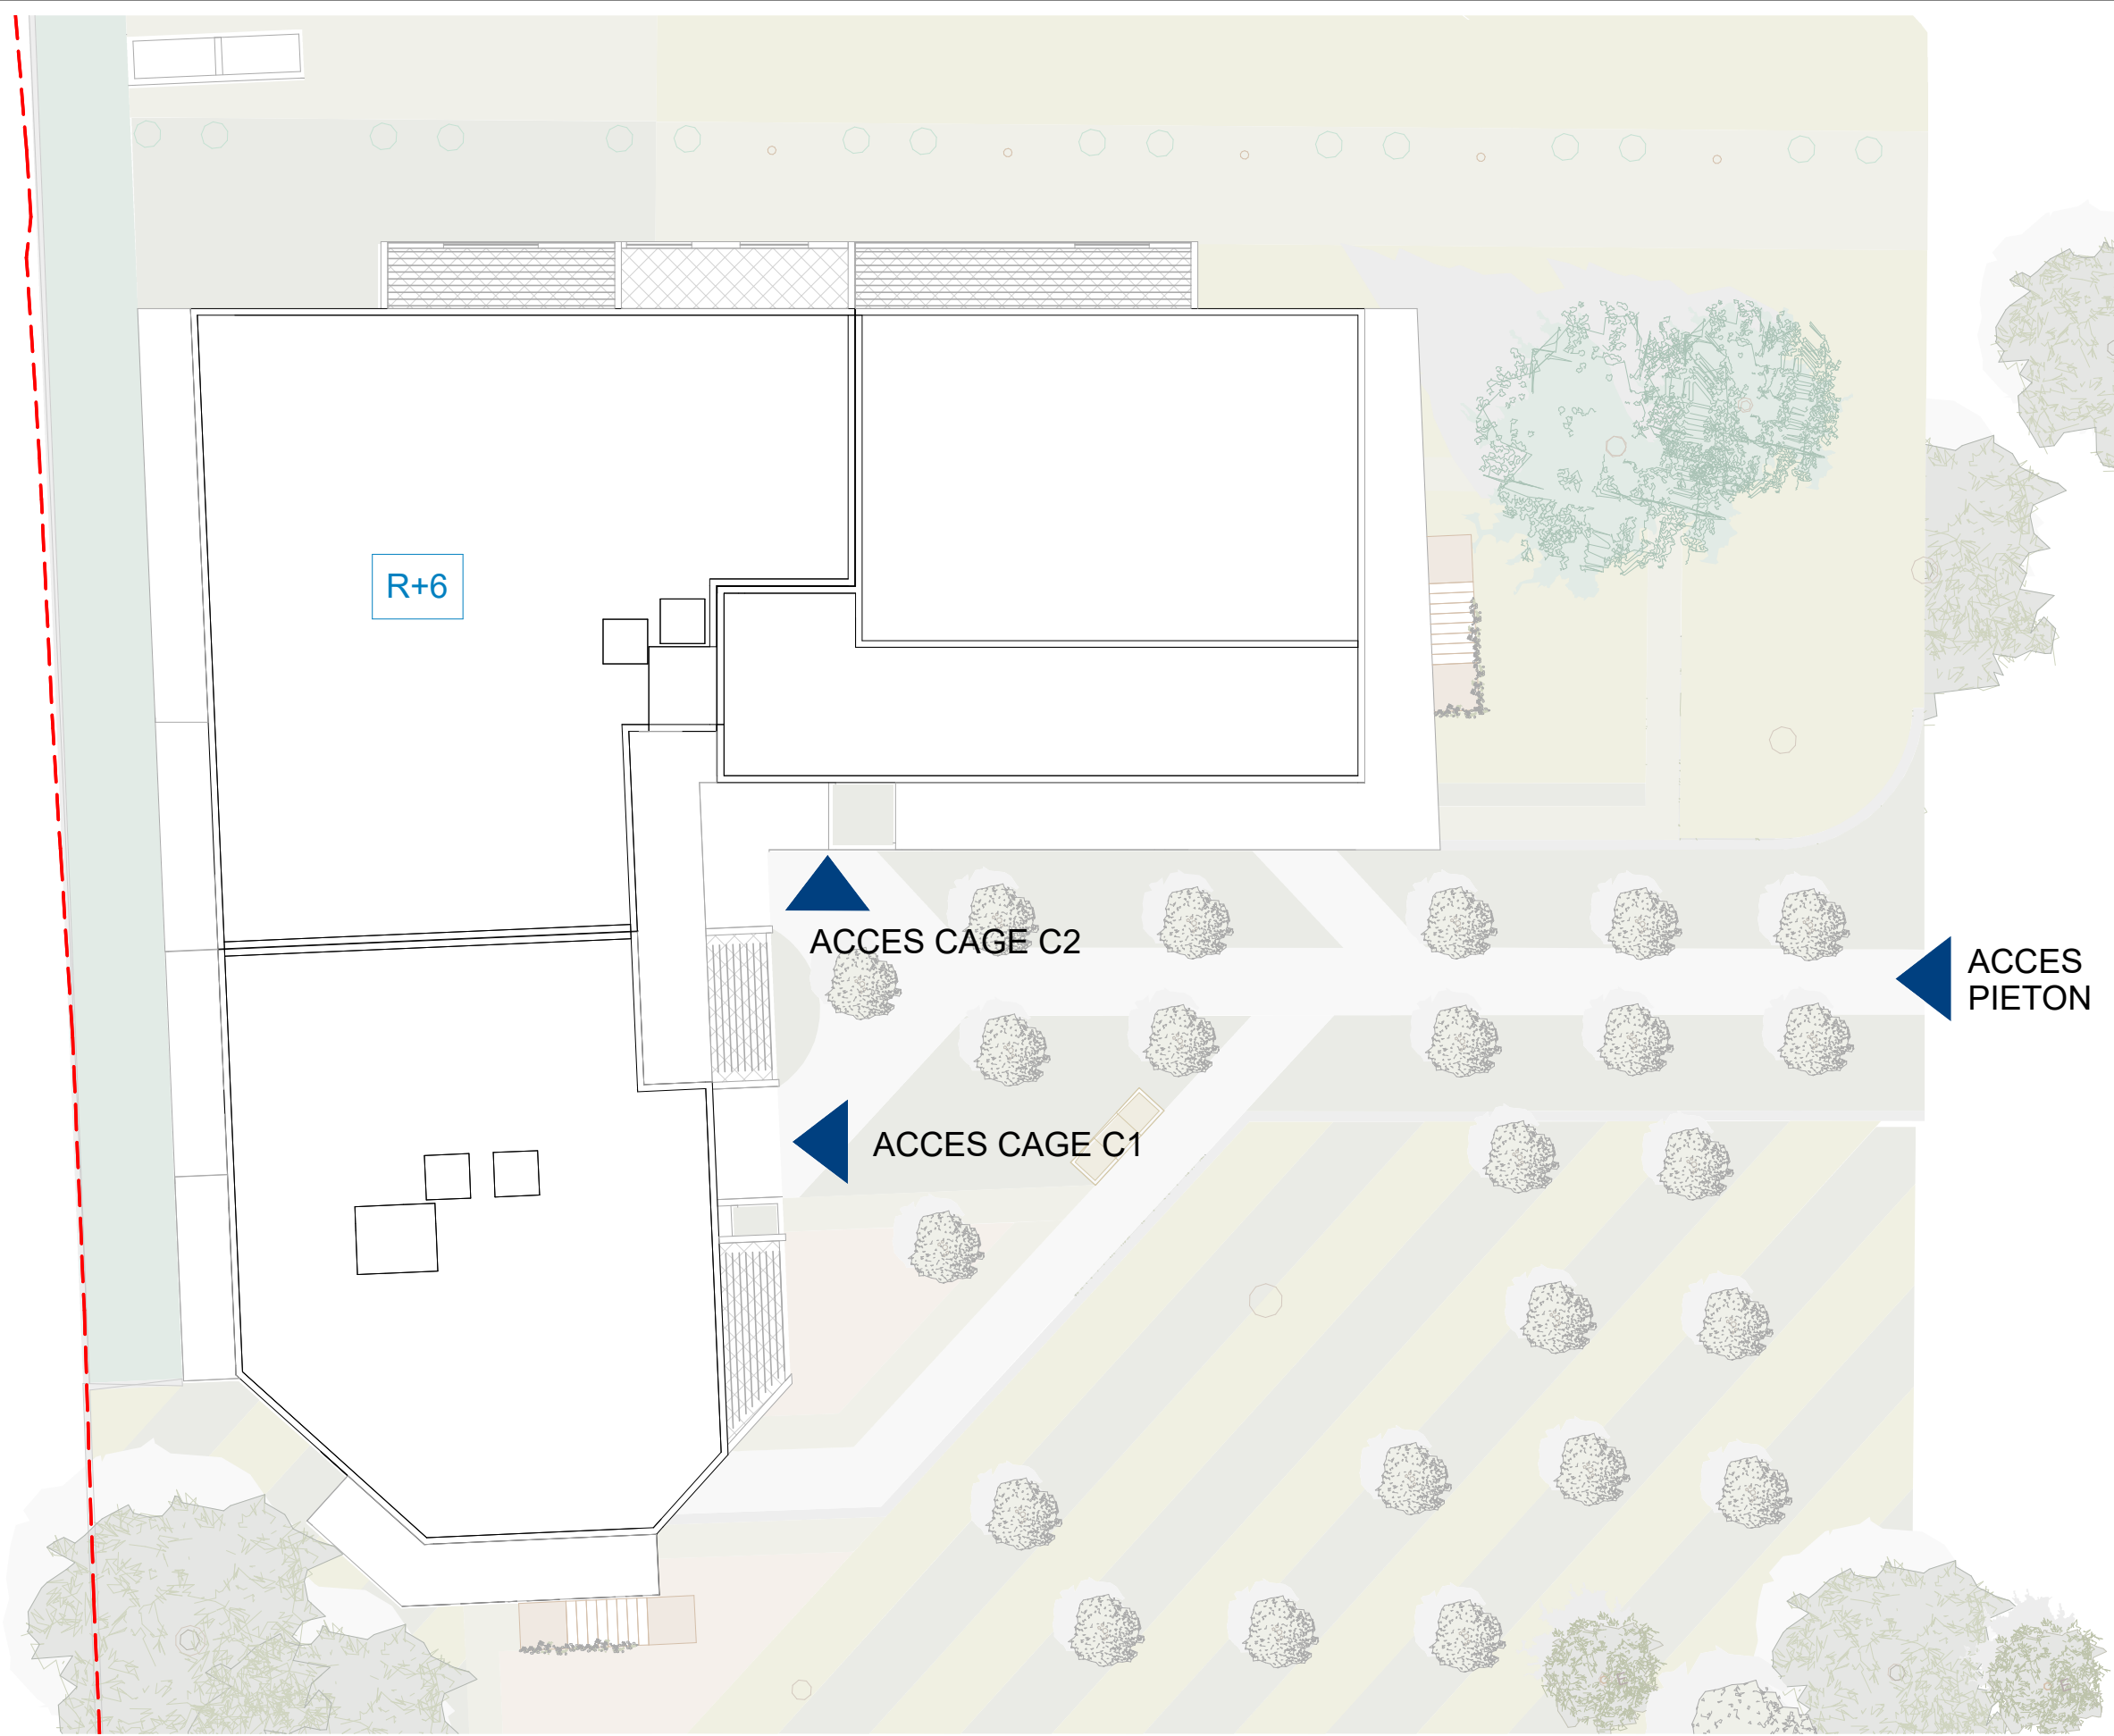 R+6
ACCES CAGE C2
ACCES
PIETON
ACCES CAGE C1